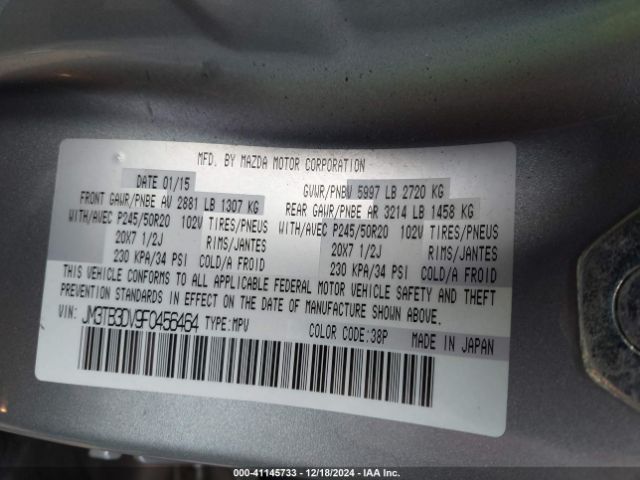 MFD. BY MAZDA MOTOR CORPORATION
DATE 01/15 GVWR/PNBV 5997 LB 2720 KG
FRONT GAWR/PNBE AV 2881 LB 1307 KG REAR GAWR/PNBE AR 3214 LB 1458 KG
WITH/AVEC P245/50R20 102V TIRES/PNEUS WITH/AVEC P245/50R20 102V TIRES/PNEUS
20X7 1/2J RIMS/JANTES 20X7 1/2J RIMS/JANTES
230 KPA/34 PSI COLD/A FROID 230 KPA/34 PSI COLD/A FROID
THIS VEHICLE CONFORMS TO ALL APPLICABLE FEDERAL MOTOR VEHICLE SAFETY AND THEFT
PREVENTION STANDARDS IN EFFECT ON THE DATE OF MANUFACTURE SHOWN ABOVE.
VIN: JM3TB3DV9F0456464 TYPE:MPV COLOR CODE:38P MADE IN JAPAN
000-41145733 - 12/18/2024 - IAA Inc.